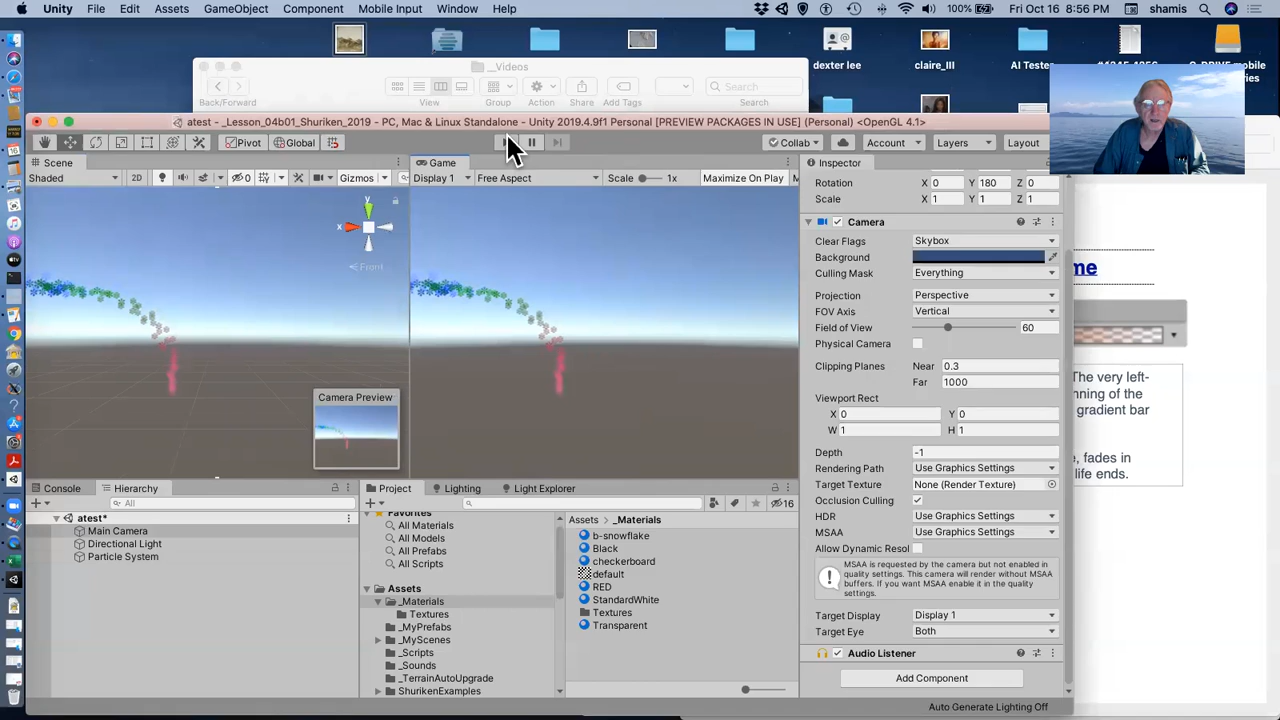 Unity File Edit Assets GameObject Component Mobile Input Window Help 100% Fri Oct 16 8:56 PM shamis
__Videos
Back/Forward View Group Action Share Add Tags Search
Search
dexter lee claire_III AI Tester
atest - _Lesson_04b01_Shuriken_2019 - PC, Mac & Linux Standalone - Unity 2019.4.9f1 Personal [PREVIEW PACKAGES IN USE] (Personal) <OpenGL 4.1>
Pivot Global Collab Account Layers Layout
Scene
Shaded 2D 0 Gizmos
Game
Display 1 Free Aspect Scale 1x Maximize On Play
y
x
Front
Camera Preview
Inspector
Rotation X 0 Y 180 Z 0
Scale X 1 Y 1 Z 1
Camera
Clear Flags Skybox
Background
Culling Mask Everything
Projection Perspective
FOV Axis Vertical
Field of View 60
Physical Camera
Clipping Planes Near 0.3
Far 1000
Viewport Rect
X 0 Y 0
W 1 H 1
Depth -1
Rendering Path Use Graphics Settings
Target Texture None (Render Texture)
Occlusion Culling
HDR Use Graphics Settings
MSAA Use Graphics Settings
Allow Dynamic Resol
MSAA is requested by the camera but not enabled in
quality settings. This camera will render without MSAA
buffers. If you want MSAA enable it in the quality
settings.
Target Display Display 1
Target Eye Both
Audio Listener
Add Component
Auto Generate Lighting Off
Console Hierarchy
All
atest*
Main Camera
Directional Light
Particle System
Project Lighting Light Explorer
16
Favorites
All Materials
All Models
All Prefabs
All Scripts
Assets
_Materials
Textures
_MyPrefabs
_MyScenes
_Scripts
_Sounds
_TerrainAutoUpgrade
ShurikenExamples
Assets _Materials
b-snowflake
Black
checkerboard
default
RED
StandardWhite
Textures
Transparent
me
The very left-
nning of the
gradient bar
e, fades in
life ends.